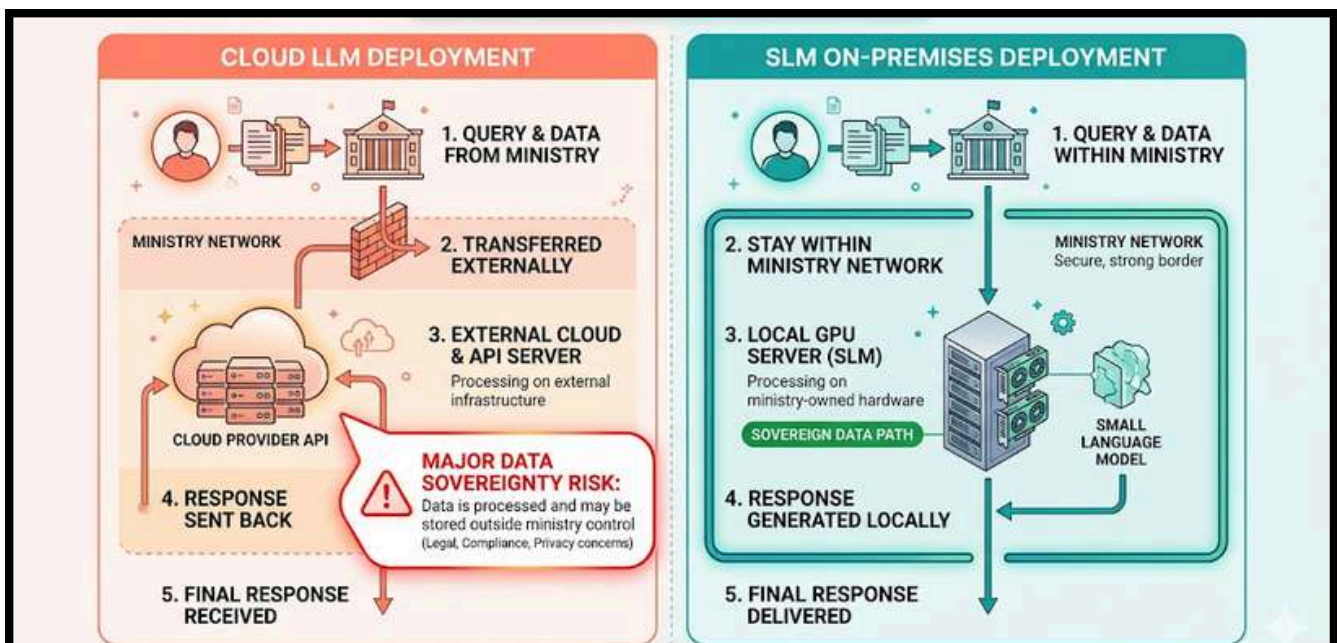 CLOUD LLM DEPLOYMENT
1. QUERY & DATA
FROM MINISTRY
MINISTRY NETWORK
2. TRANSFERRED
EXTERNALLY
3. EXTERNAL CLOUD
& API SERVER
Processing on external
infrastructure
CLOUD PROVIDER API
MAJOR DATA
SOVEREIGNTY RISK:
Data is processed and may be
stored outside ministry control
(Legal, Compliance, Privacy concerns)
4. RESPONSE
SENT BACK
5. FINAL RESPONSE
RECEIVED
SLM ON-PREMISES DEPLOYMENT
1. QUERY & DATA
WITHIN MINISTRY
2. STAY WITHIN
MINISTRY NETWORK
MINISTRY NETWORK
Secure, strong border
3. LOCAL GPU
SERVER (SLM)
Processing on
ministry-owned hardware
SOVEREIGN DATA PATH
SMALL
LANGUAGE
MODEL
4. RESPONSE
GENERATED LOCALLY
5. FINAL RESPONSE
DELIVERED